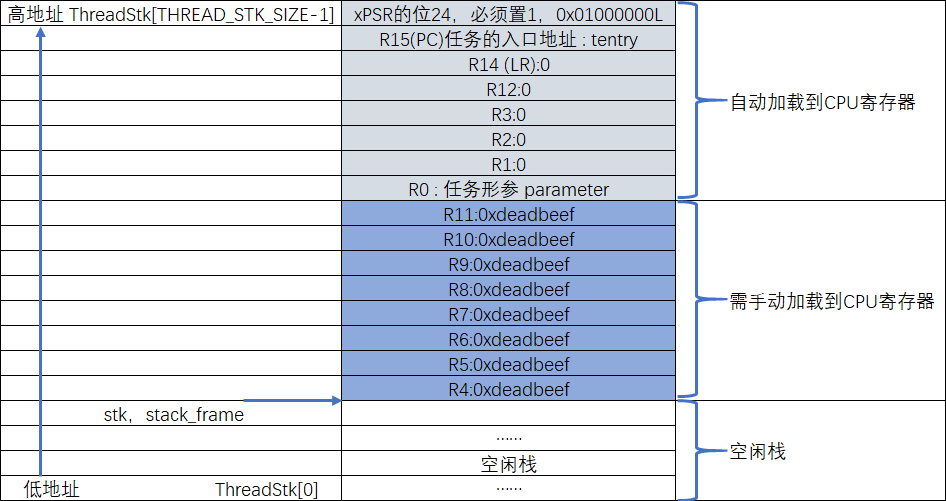 高地址 ThreadStk[THREAD_STK_SIZE-1] xPSR的位24，必须置1，0x01000000L
R15(PC)任务的入口地址 : tentry
R14 (LR):0
R12:0
自动加载到CPU寄存器
R3:0
R2:0
R1:0
R0 : 任务形参 parameter
R11:0xdeadbeef
R10:0xdeadbeef
R9:0xdeadbeef
R8:0xdeadbeef
需手动加载到CPU寄存器
R7:0xdeadbeef
R6:0xdeadbeef
R5:0xdeadbeef
R4:0xdeadbeef
stk，stack_frame
……
空闲栈
空闲栈
低地址 ThreadStk[0] ……